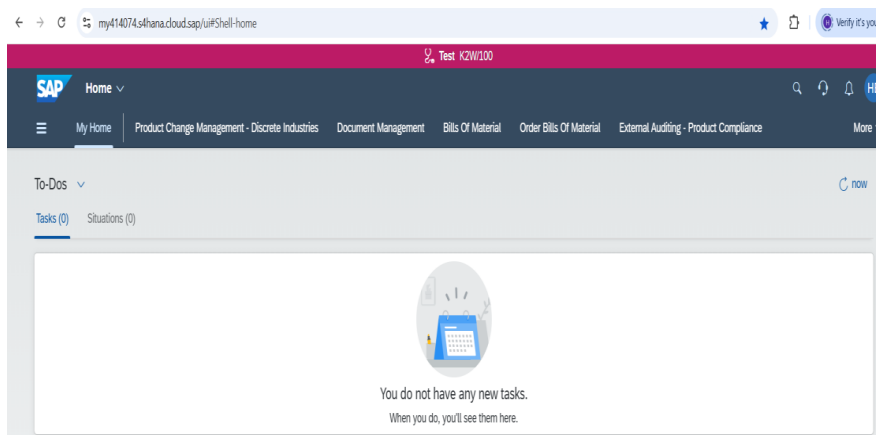 my414074.s4hana.cloud.sap/ui#Shell-home Verify it's you
Test K2W/100
SAP Home
My Home Product Change Management - Discrete Industries Document Management Bills Of Material Order Bills Of Material External Auditing - Product Compliance More
To-Dos now
Tasks (0) Situations (0)
You do not have any new tasks.
When you do, you'll see them here.